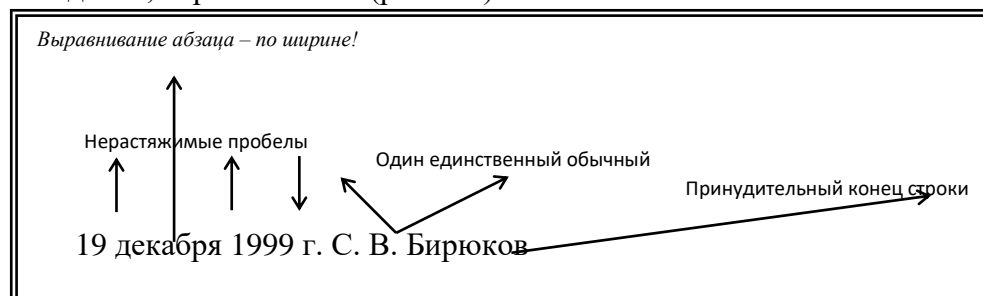 Выравнивание абзаца – по ширине!
Нерастяжимые пробелы
Один единственный обычный
Принудительный конец строки
19 декабря 1999 г. С. В. Бирюков